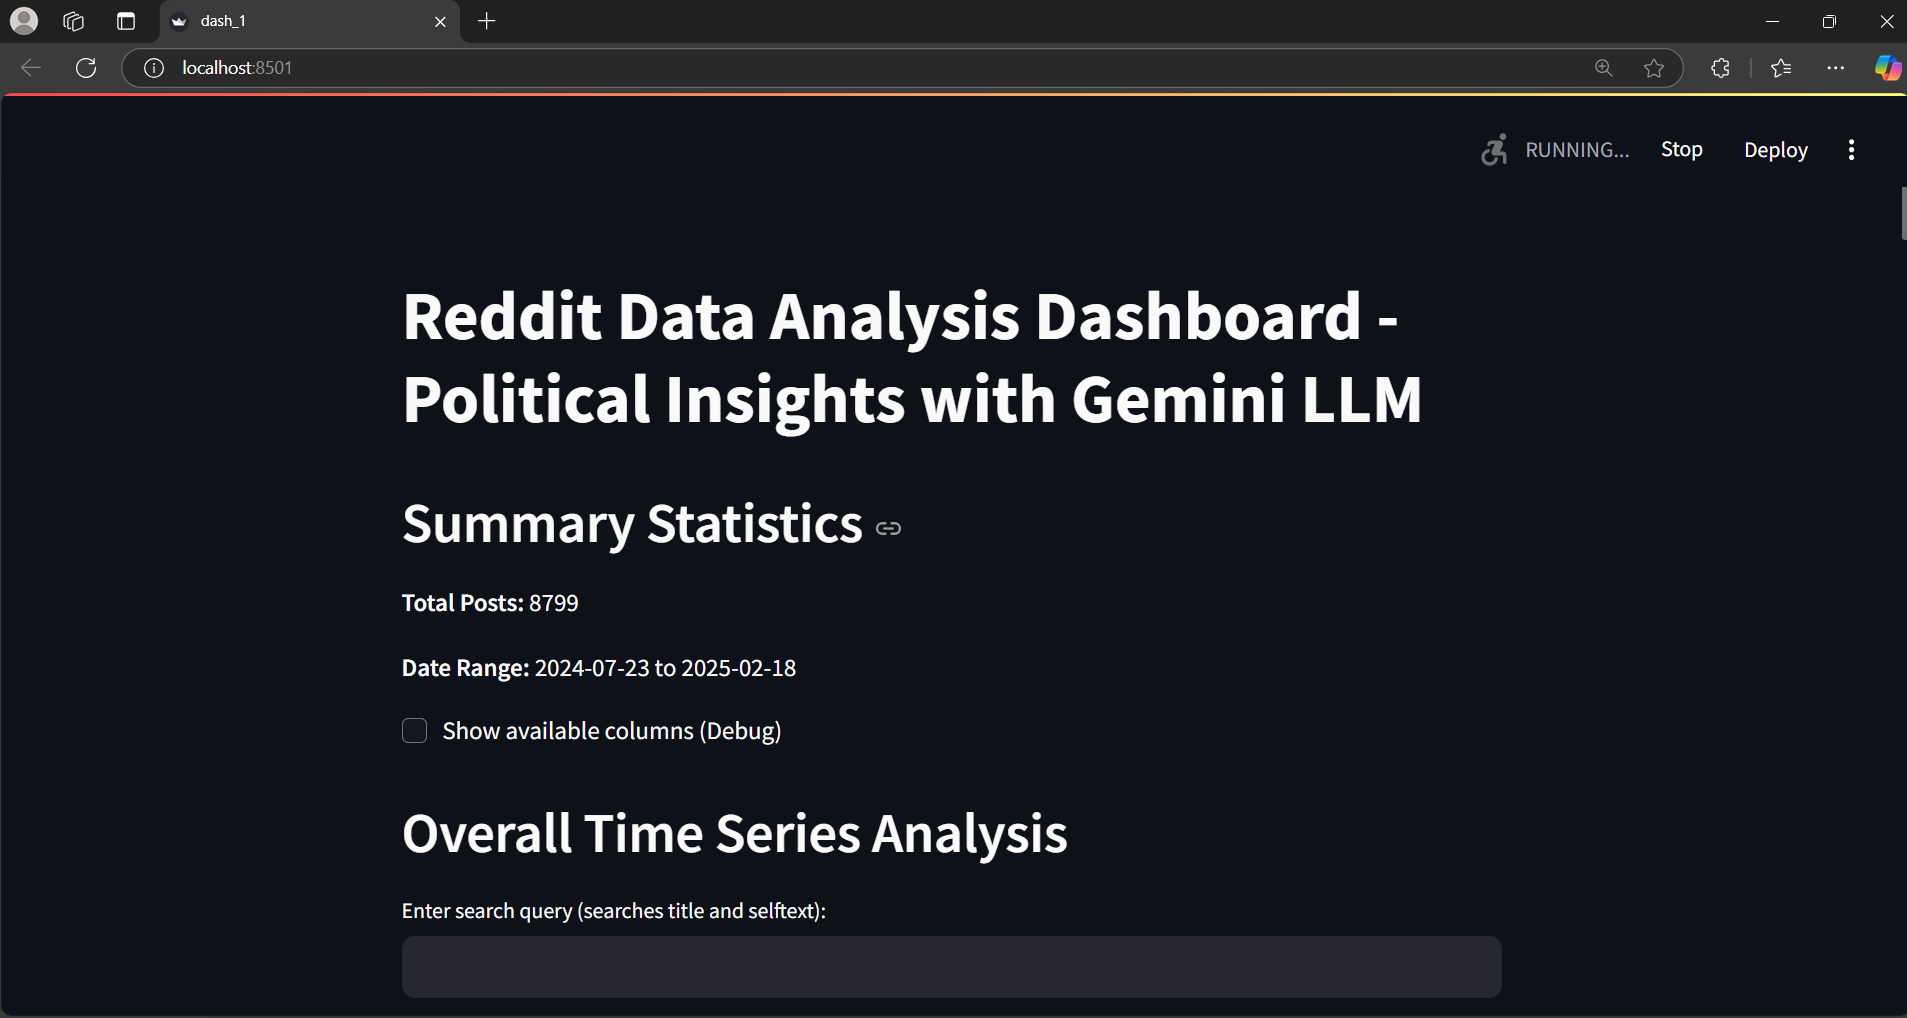 dash_1
localhost:8501
RUNNING...
Stop
Deploy
Reddit Data Analysis Dashboard -
Political Insights with Gemini LLM
Summary Statistics
Total Posts: 8799
Date Range: 2024-07-23 to 2025-02-18
Show available columns (Debug)
Overall Time Series Analysis
Enter search query (searches title and selftext):